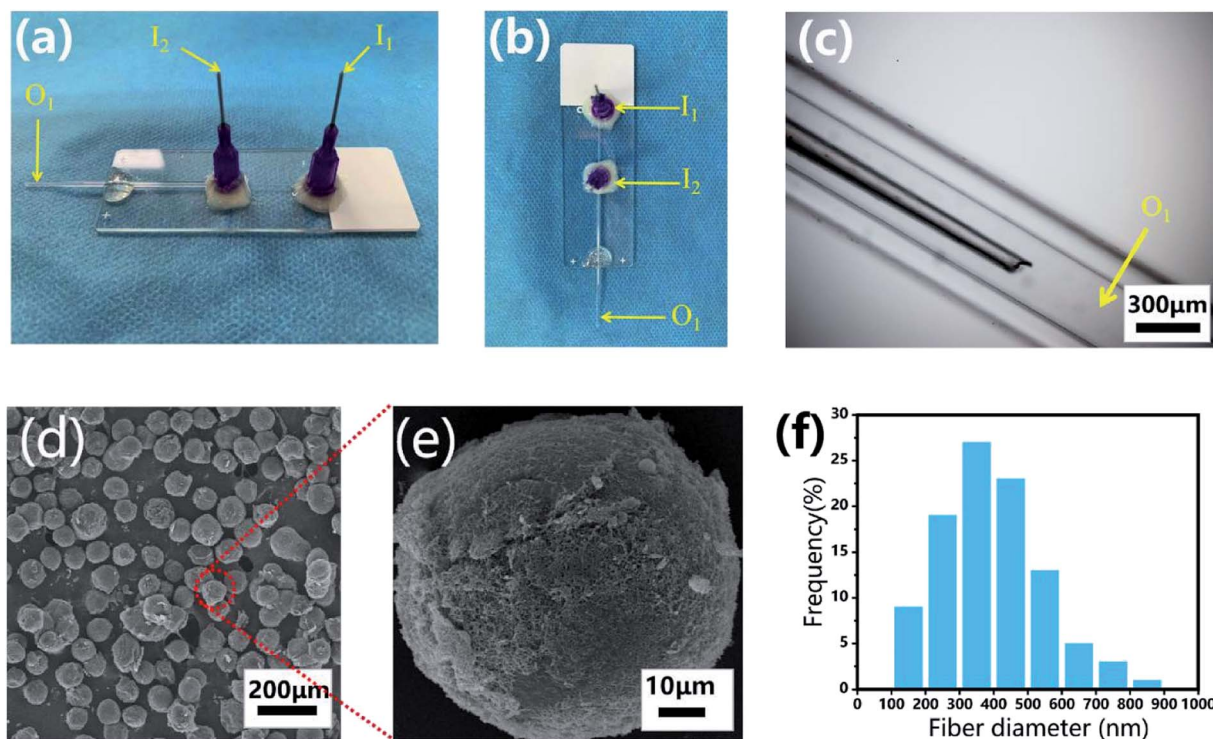 (a)
I₂
I₁
O₁
(b)
I₁
I₂
O₁
(c)
O₁
300μm
(d)
200μm
(e)
10μm
(f)
30
25
20
15
10
5
0
Frequency(%)
0 100 200 300 400 500 600 700 800 900 1000
Fiber diameter (nm)